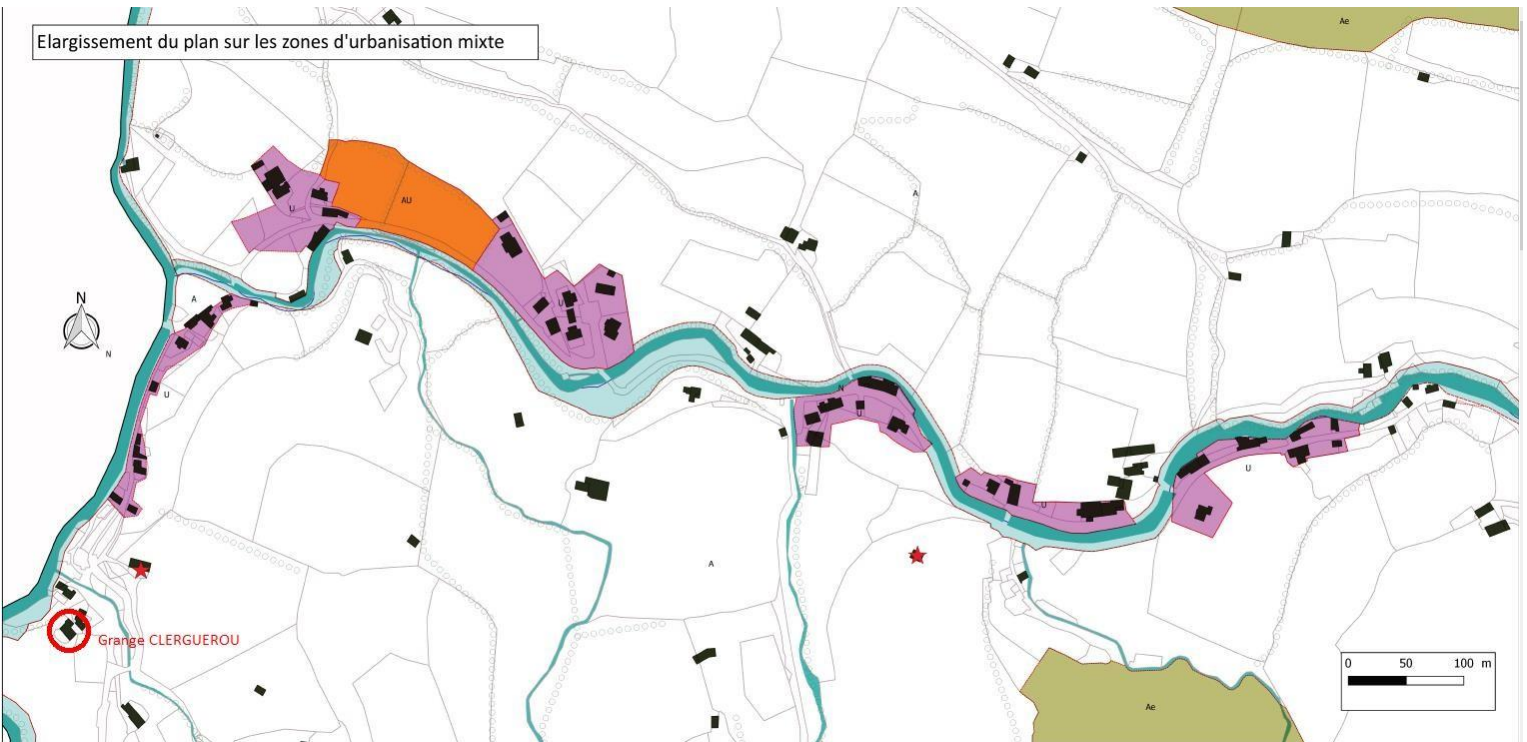 Elargissement du plan sur les zones d'urbanisation mixte
Ae
A
U
AU
A
U
N
N
U
N
U
U
U
A
Grange CLERGUEROU
0 50 100 m
Ae